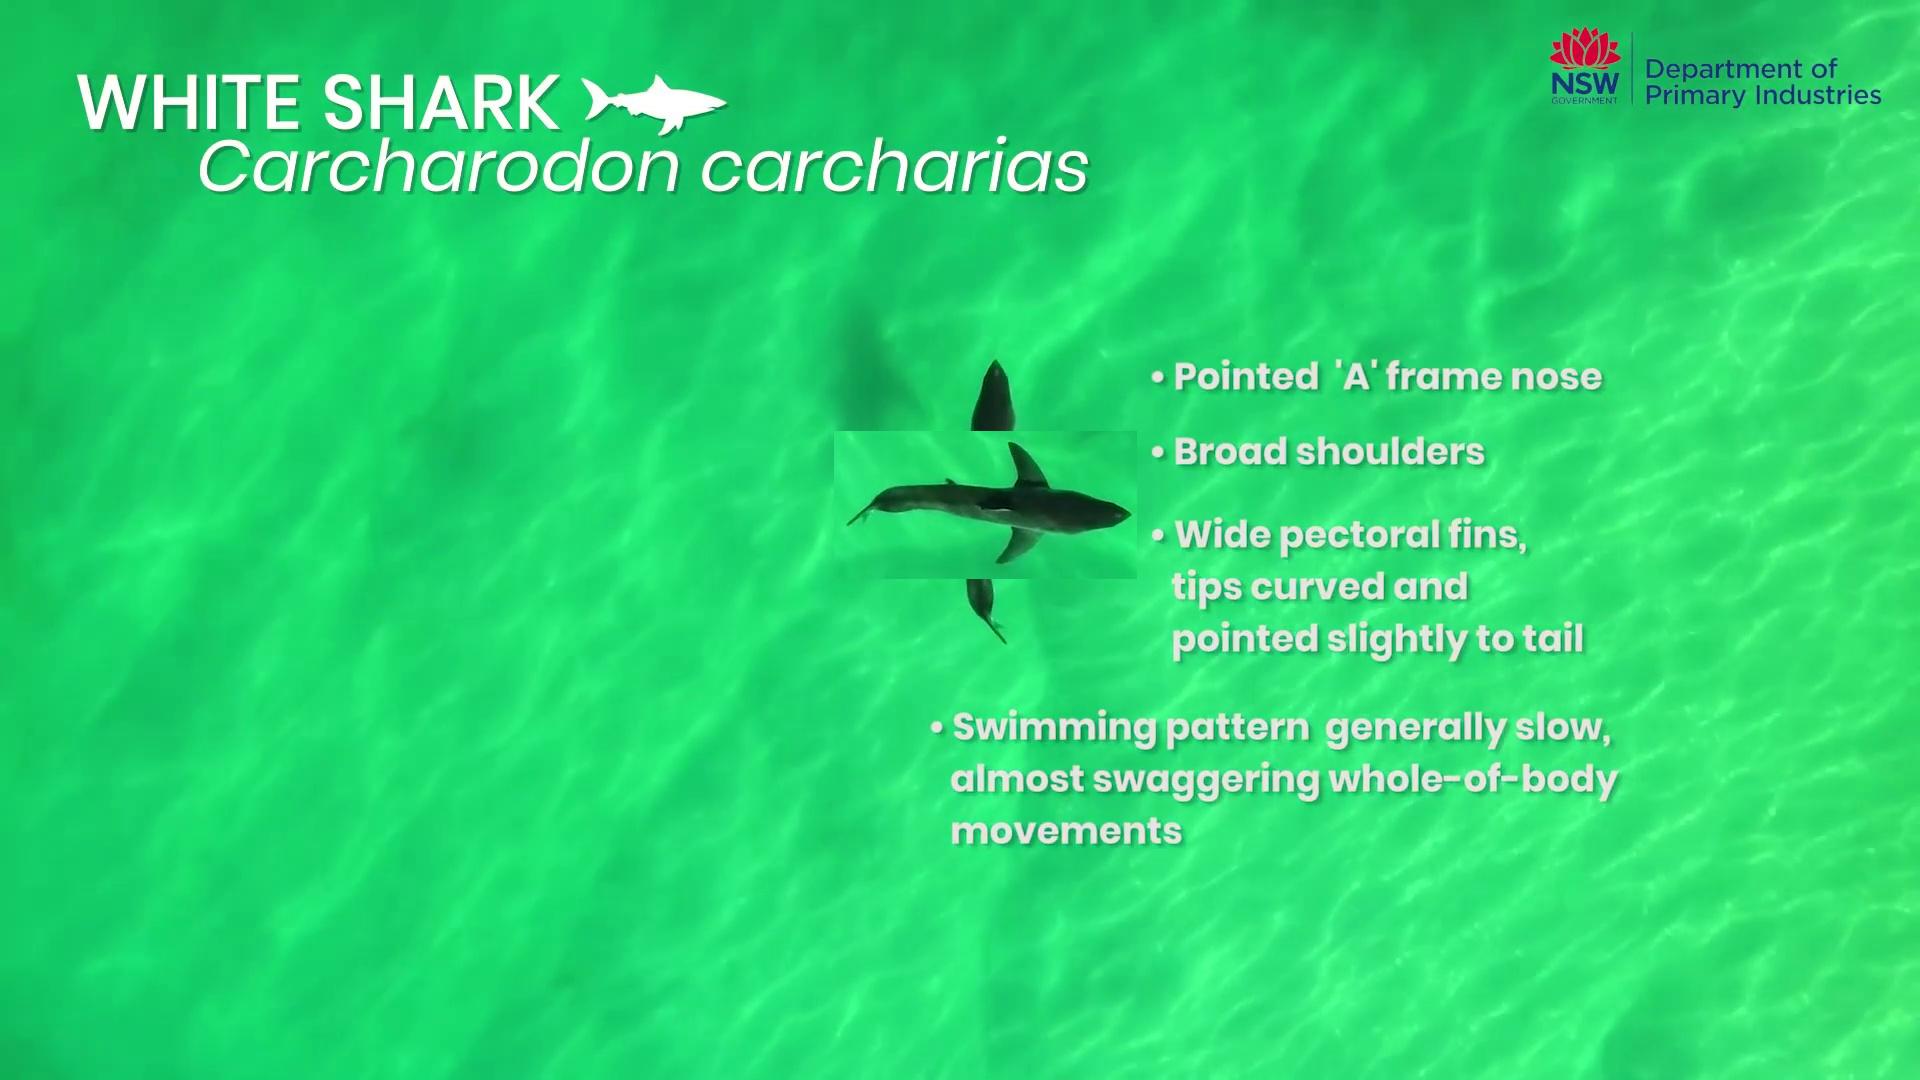 WHITE SHARK
Carcharodon carcharias
NSW
GOVERNMENT
Department of
Primary Industries
• Pointed 'A' frame nose
• Broad shoulders
• Wide pectoral fins,
tips curved and
pointed slightly to tail
• Swimming pattern generally slow,
almost swaggering whole-of-body
movements